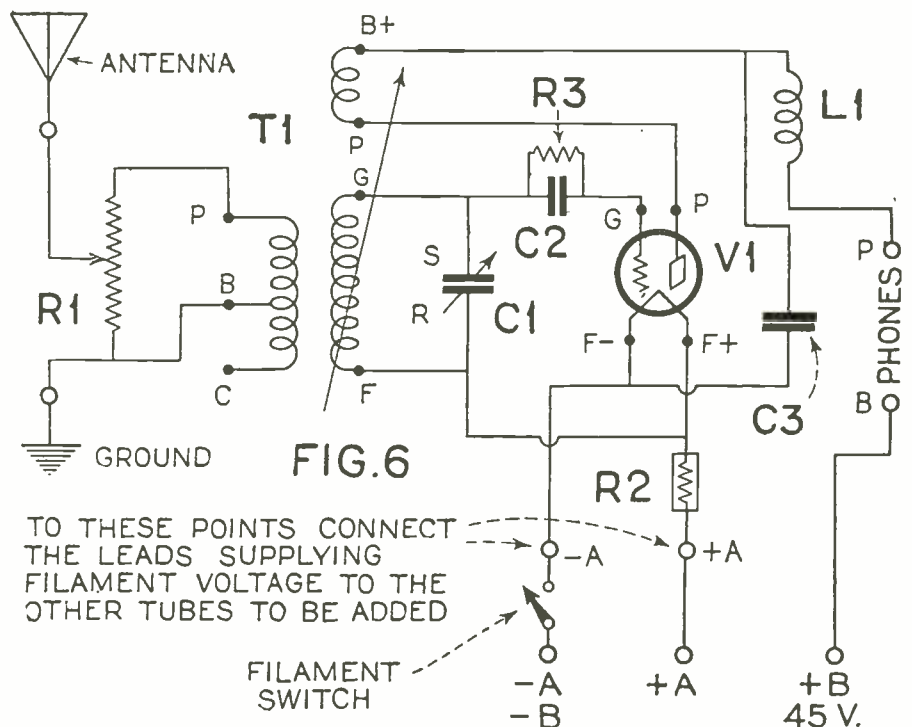 B+
ANTENNA
R3
L1
T1
P
G
P
G
P
C2
V1
P
S
B
R1
R
C1
F-
F+
PHONES
C
F
B
C3
GROUND
FIG.6
R2
TO THESE POINTS CONNECT
THE LEADS SUPPLYING
FILAMENT VOLTAGE TO THE
OTHER TUBES TO BE ADDED
-A
+A
FILAMENT
SWITCH
-A
-B
+A
+B
45 V.